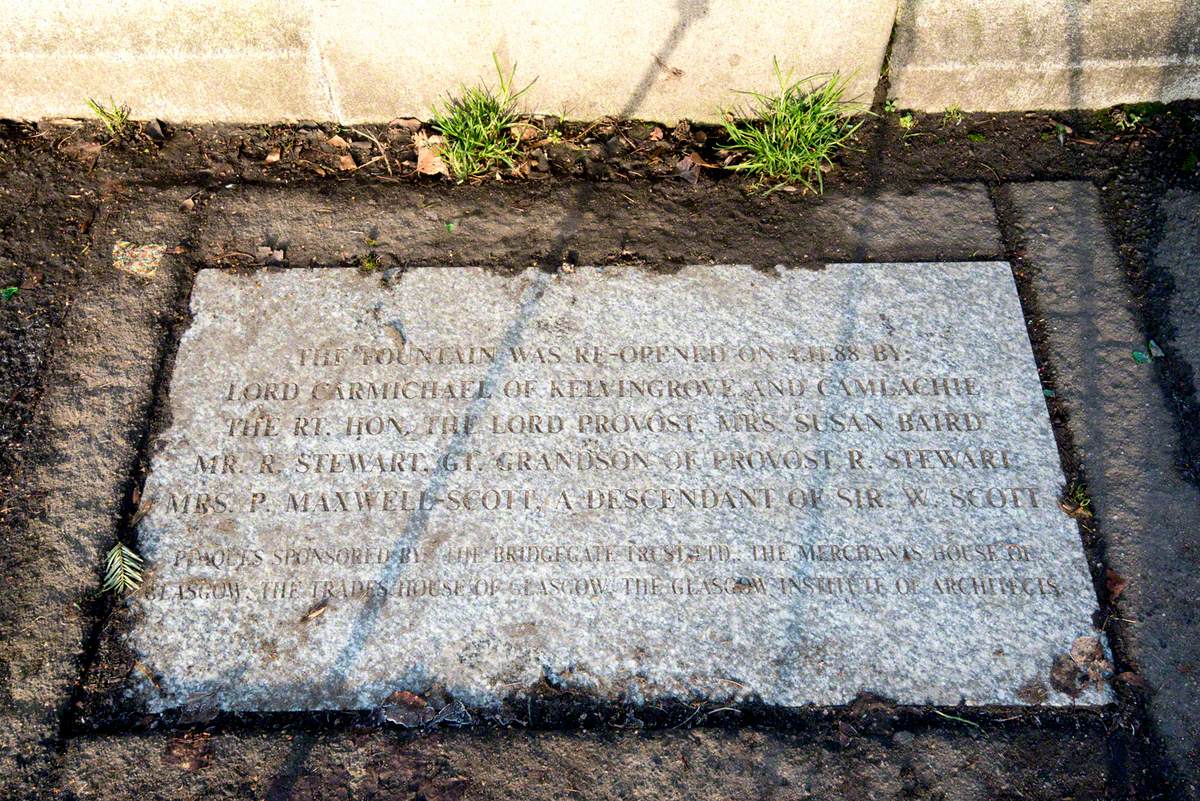 THE FOUNTAIN WAS RE-OPENED ON 4.11.88 BY:
LORD CARMICHAEL OF KELVINGROVE AND CAMLACHIE
THE RT. HON. THE LORD PROVOST, MRS. SUSAN BAIRD
MR. R. STEWART, GT. GRANDSON OF PROVOST R. STEWART
MRS. P. MAXWELL-SCOTT, A DESCENDANT OF SIR. W. SCOTT
PLAQUES SPONSORED BY: THE BRIDGEGATE TRUST LTD., THE MERCHANTS HOUSE OF
GLASGOW, THE TRADES HOUSE OF GLASGOW, THE GLASGOW INSTITUTE OF ARCHITECTS.